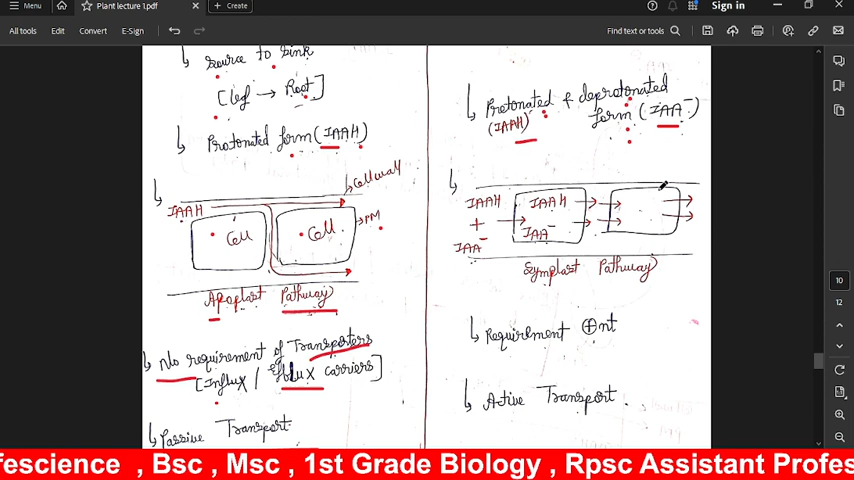 Menu
Plant lecture 1.pdf
+ Create
Sign in
All tools
Edit
Convert
E-Sign
Find text or tools
source to sink
[leaf → Root]
Protonated form (IAAH)
Cell wall
IAAH
Cell
Cell
PM
Apoplast Pathway
No requirement of Transporters
[Influx / Efflux carriers]
Passive Transport
Protonated & deprotonated
(IAAH) form (IAA⁻)
IAAH
+
IAA⁻
IAAH
IAA⁻
Symplast Pathway
Requirement ⊕nt
Active Transport
10
12
fescience , Bsc , Msc , 1st Grade Biology , Rpsc Assistant Profes